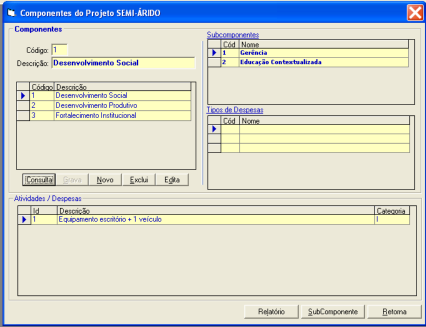 Componentes do Projeto SEMI-ÁRIDO
Componentes
Código: 1
Descrição: Desenvolvimento Social
Código Descrição
1 Desenvolvimento Social
2 Desenvolvimento Produtivo
3 Fortalecimento Institucional
Consulta Grava Novo Exclui Edita
Subcomponentes
Cód Nome
1 Gerência
2 Educação Contextualizada
Tipos de Despesas
Cód Nome
Atividades / Despesas
Id Descrição Categoria
1 Equipamento escritório + 1 veículo I
Relatório SubComponente Retorna